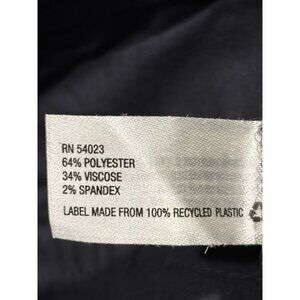 RN 54023
64% POLYESTER
34% VISCOSE
2% SPANDEX
LABEL MADE FROM 100% RECYCLED PLASTIC